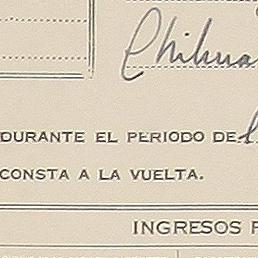 Chihua
DURANTE EL PERIODO DE
CONSTA A LA VUELTA.
INGRESOS